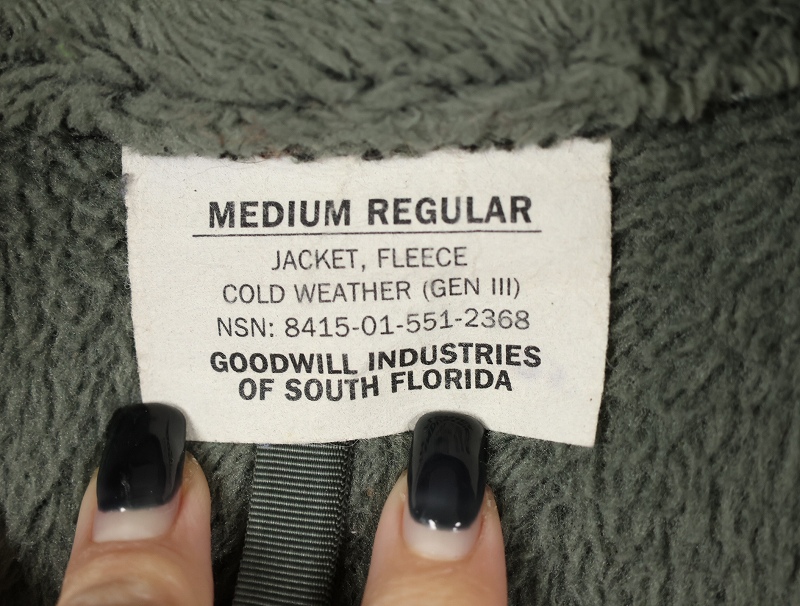 MEDIUM REGULAR
JACKET, FLEECE
COLD WEATHER (GEN III)
NSN: 8415-01-551-2368
GOODWILL INDUSTRIES
OF SOUTH FLORIDA